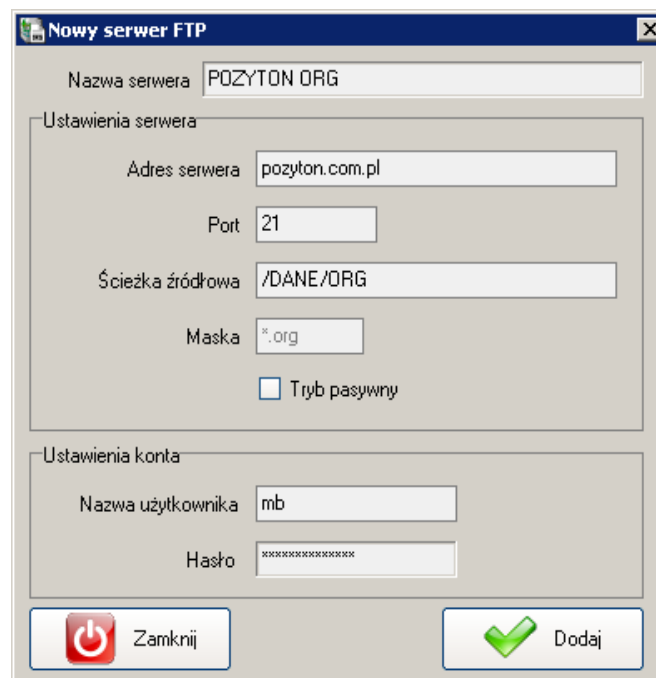 Nowy serwer FTP
Nazwa serwera POZYTON ORG
Ustawienia serwera
Adres serwera pozyton.com.pl
Port 21
Ścieżka źródłowa /DANE/ORG
Maska *.org
Tryb pasywny
Ustawienia konta
Nazwa użytkownika mb
Hasło **************
Zamknij Dodaj